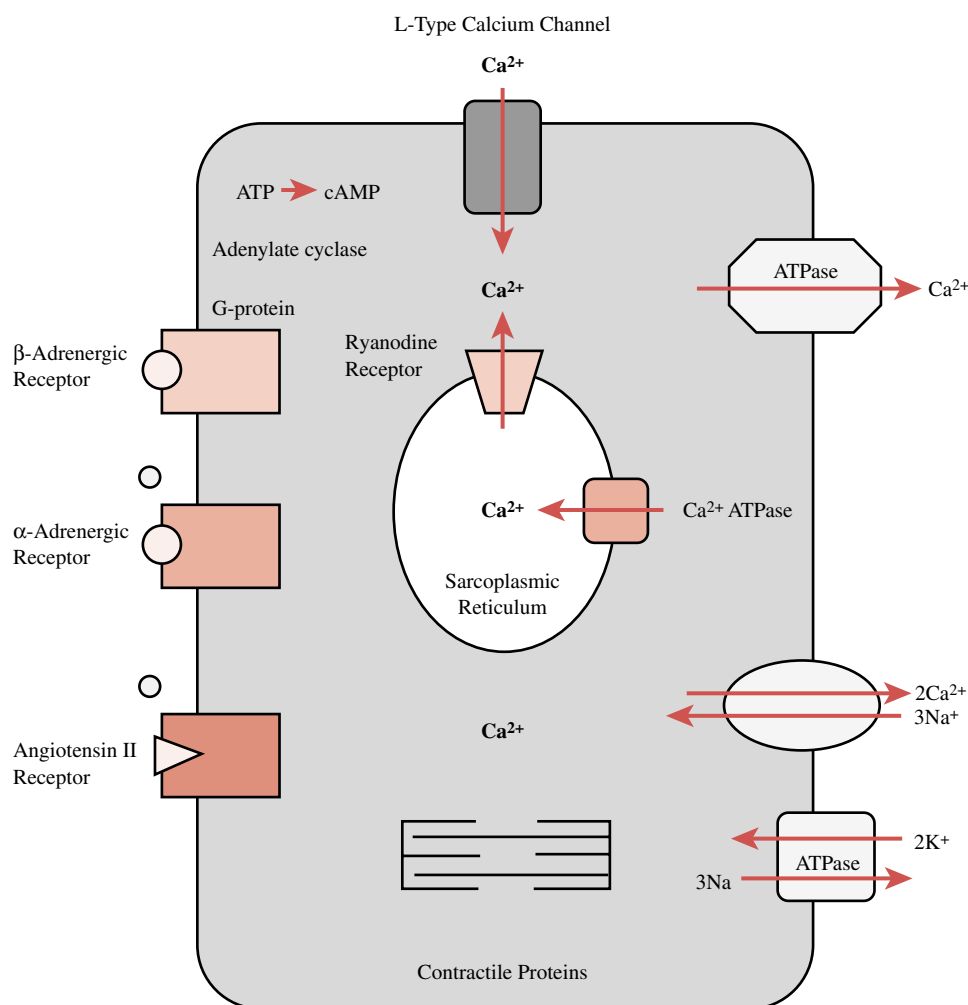 L-Type Calcium Channel
Ca²⁺
ATP
cAMP
Adenylate cyclase
ATPase
Ca²⁺
Ca²⁺
G-protein
β-Adrenergic
Receptor
Ryanodine
Receptor
Ca²⁺
Ca²⁺ ATPase
α-Adrenergic
Receptor
Sarcoplasmic
Reticulum
2Ca²⁺
3Na⁺
Ca²⁺
Angiotensin II
Receptor
2K⁺
ATPase
3Na
Contractile Proteins